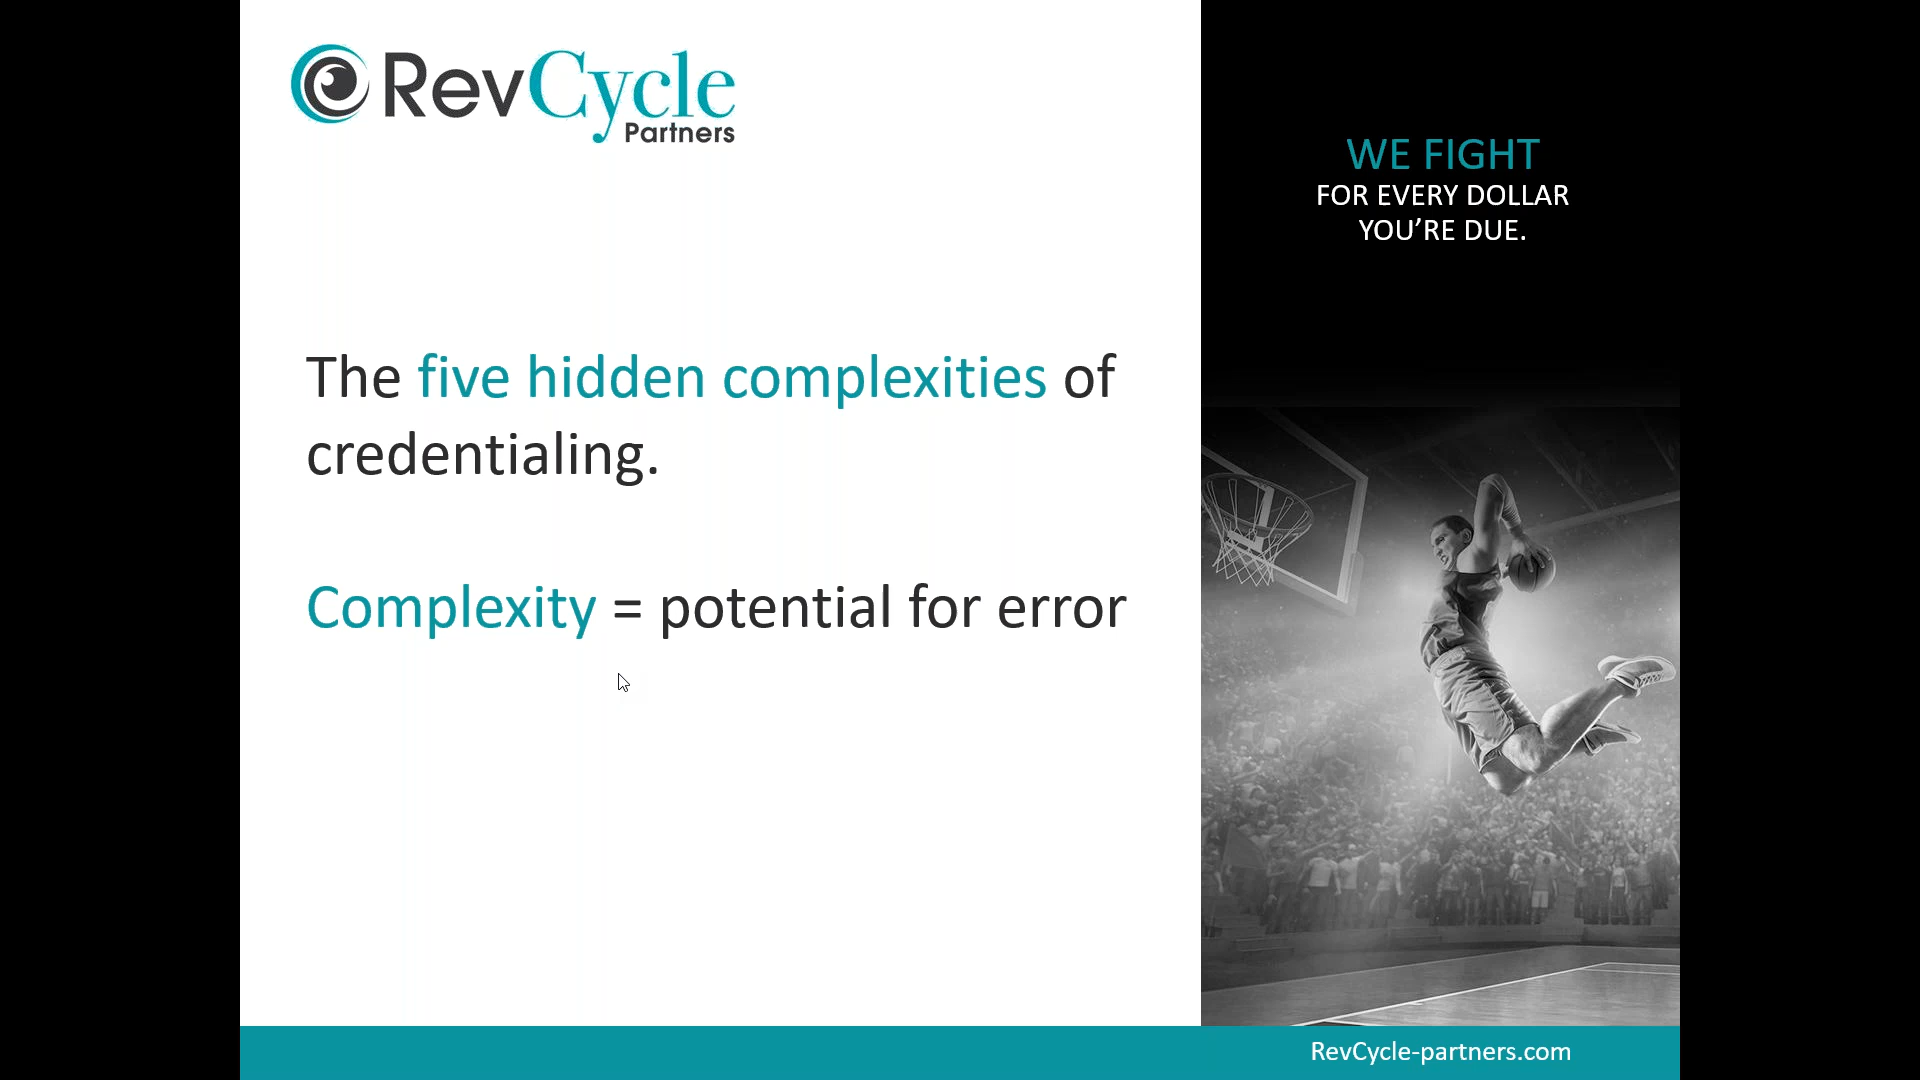 RevCycle
Partners
WE FIGHT
FOR EVERY DOLLAR
YOU’RE DUE.
The five hidden complexities of
credentialing.
Complexity = potential for error
RevCycle-partners.com